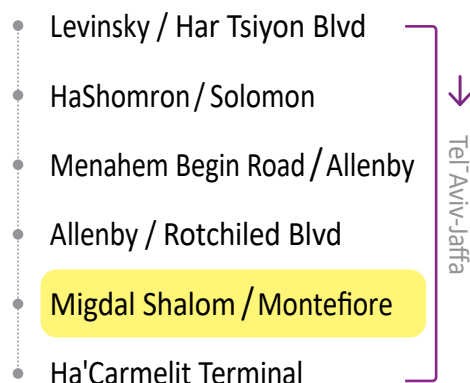 Levinsky / Har Tsiyon Blvd
HaShomron / Solomon
Menahem Begin Road / Allenby
Allenby / Rotchiled Blvd
Migdal Shalom / Montefiore
Ha'Carmelit Terminal
Tel-Aviv-Jaffa